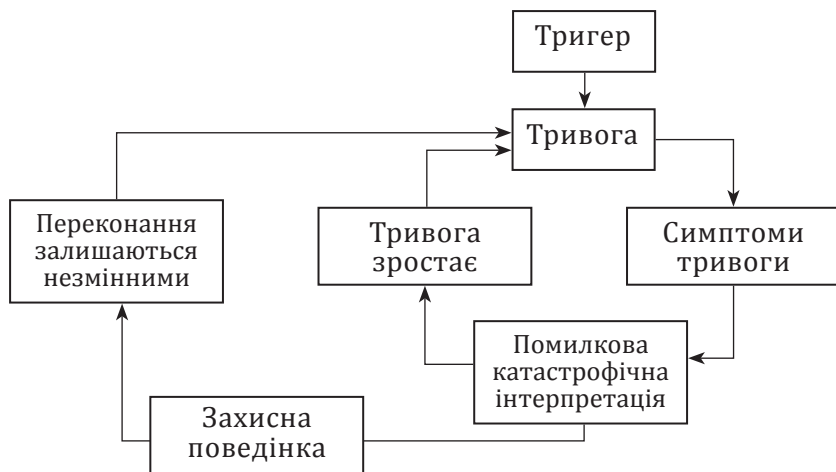 Тригер
Тривога
Переконання
залишаються
незмінними
Тривога
зростає
Симптоми
тривоги
Помилкова
катастрофічна
інтерпретація
Захисна
поведінка